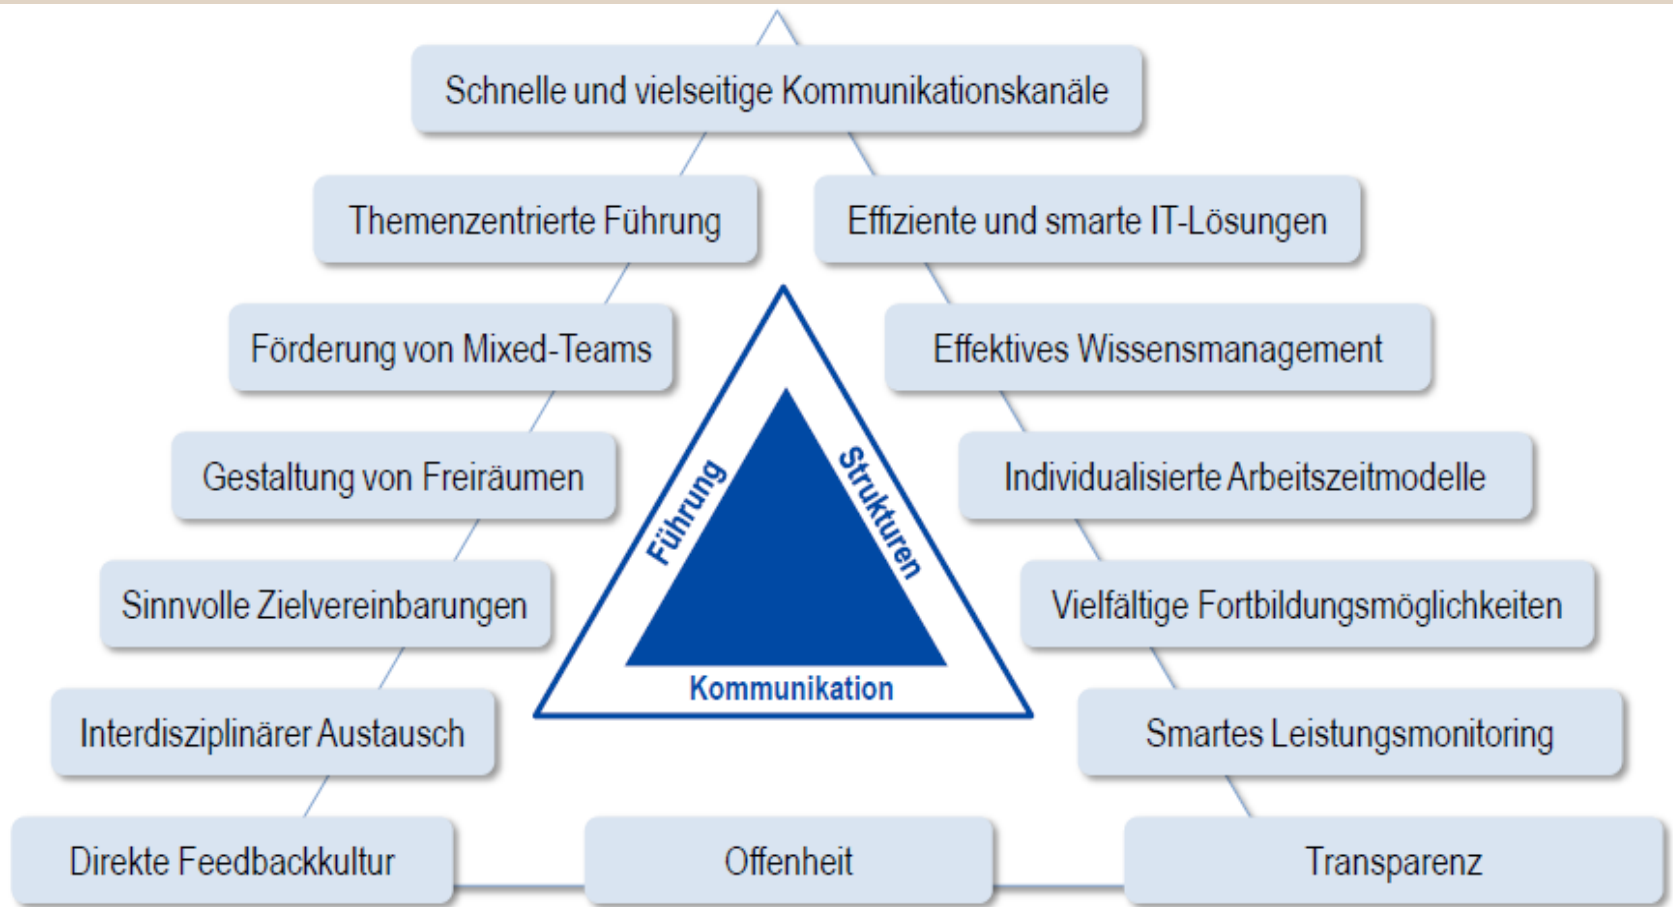 Schnelle und vielseitige Kommunikationskanäle
Themenzentrierte Führung
Effiziente und smarte IT-Lösungen
Förderung von Mixed-Teams
Effektives Wissensmanagement
Gestaltung von Freiräumen
Führung
Strukturen
Individualisierte Arbeitszeitmodelle
Sinnvolle Zielvereinbarungen
Vielfältige Fortbildungsmöglichkeiten
Kommunikation
Interdisziplinärer Austausch
Smartes Leistungsmonitoring
Direkte Feedbackkultur
Offenheit
Transparenz